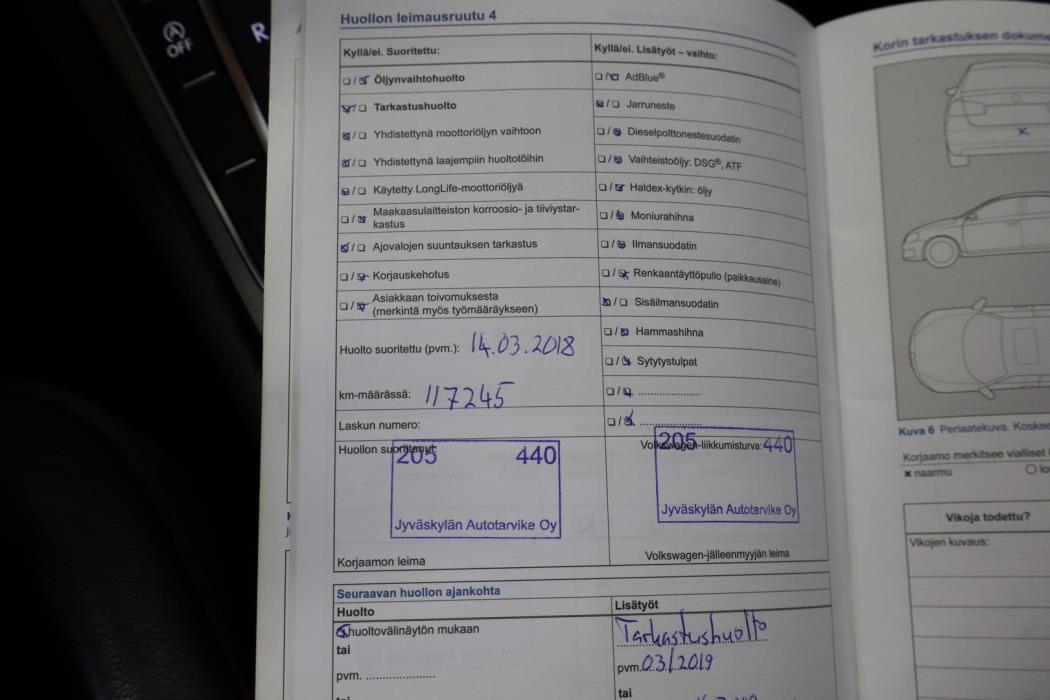 OFF
R
Huollon leimausruutu 4
Kyllä/ei. Suoritettu:
Kyllä/ei. Lisätyöt – vaihto:
Öljynvaihtohuolto
AdBlue®
Tarkastushuolto
Jarruneste
Yhdistettynä moottoriöljyn vaihtoon
Dieselpolttonestesuodatin
Yhdistettynä laajempiin huoltotöihin
Vaihteistoöljy: DSG®, ATF
Käytetty LongLife-moottoriöljyä
Haldex-kytkin: öljy
Maakaasulaitteiston korroosio- ja tiiviystar-
kastus
Moniurahihna
Ajovalojen suuntauksen tarkastus
Ilmansuodatin
Korjauskehotus
Renkaantäyttöpullo (paikkausaine)
Asiakkaan toivomuksesta
(merkintä myös työmääräykseen)
Sisäilmansuodatin
Hammashihna
Huolto suoritettu (pvm.): 14.03.2018
Sytytystulpat
km-määrässä: 117245
Laskun numero:
Huollon suorittanut:
Volkswagen-liikkumisturva:
205 440
Jyväskylän Autotarvike Oy
205 440
Jyväskylän Autotarvike Oy
Korjaamon leima
Volkswagen-jälleenmyyjän leima
Seuraavan huollon ajankohta
Huolto
Lisätyöt
huoltovälinäytön mukaan
Tarkastushuolto
tai
pvm. 03/2019
pvm. ....................
tai
Korin tarkastuksen
Kuva 6 Periaatekuva.
Korjaamo merkitsee vialliset
x naarmu
Vikoja todettu?
Vikojen kuvaus: